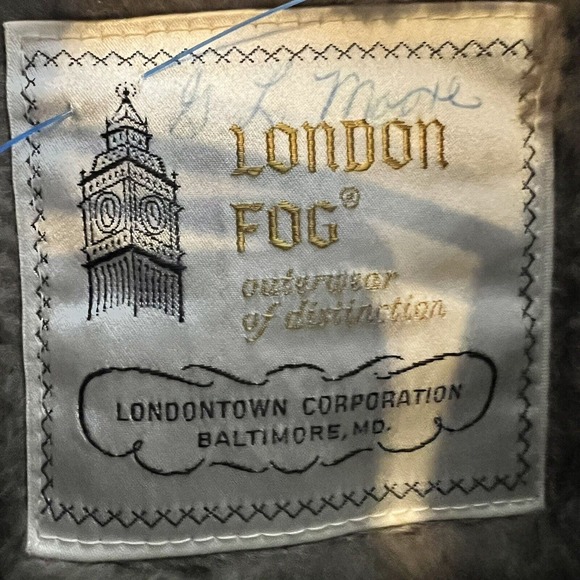 G L Moore
LONDON
FOG®
outerwear
of distinction
LONDONTOWN CORPORATION
BALTIMORE, MD.